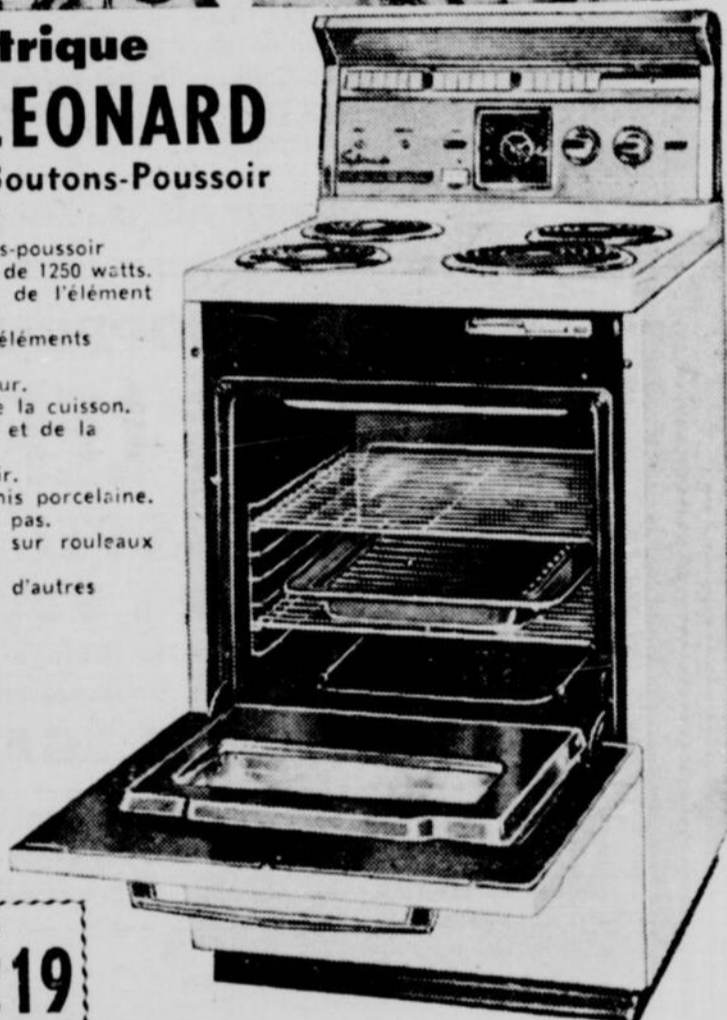 trique
LEONARD
Boutons-Poussoir
s-poussoir
de 1250 watts.
de l'élément
éléments
ur.
e la cuisson.
et de la
ir.
nis porcelaine.
pas.
sur rouleaux
d'autres
19